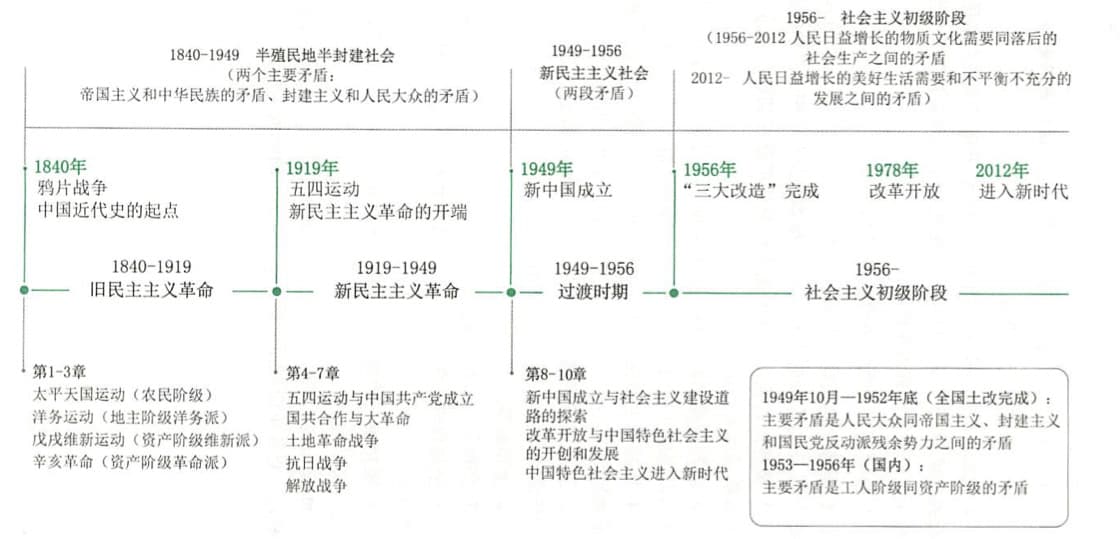 1840-1949 半殖民地半封建社会
（两个主要矛盾：
帝国主义和中华民族的矛盾、封建主义和人民大众的矛盾）
1949-1956
新民主主义社会
（两段矛盾）
1956- 社会主义初级阶段
（1956-2012 人民日益增长的物质文化需要同落后的
社会生产之间的矛盾
2012- 人民日益增长的美好生活需要和不平衡不充分的
发展之间的矛盾）
1840年
鸦片战争
中国近代史的起点
1919年
五四运动
新民主主义革命的开端
1949年
新中国成立
1956年
“三大改造”完成
1978年
改革开放
2012年
进入新时代
1840-1919
旧民主主义革命
1919-1949
新民主主义革命
1949-1956
过渡时期
1956-
社会主义初级阶段
第1-3章
太平天国运动（农民阶级）
洋务运动（地主阶级洋务派）
戊戌维新运动（资产阶级维新派）
辛亥革命（资产阶级革命派）
第4-7章
五四运动与中国共产党成立
国共合作与大革命
土地革命战争
抗日战争
解放战争
第8-10章
新中国成立与社会主义建设道
路的探索
改革开放与中国特色社会主义
的开创和发展
中国特色社会主义进入新时代
1949年10月—1952年底（全国土改完成）：
主要矛盾是人民大众同帝国主义、封建主义
和国民党反动派残余势力之间的矛盾
1953—1956年（国内）：
主要矛盾是工人阶级同资产阶级的矛盾